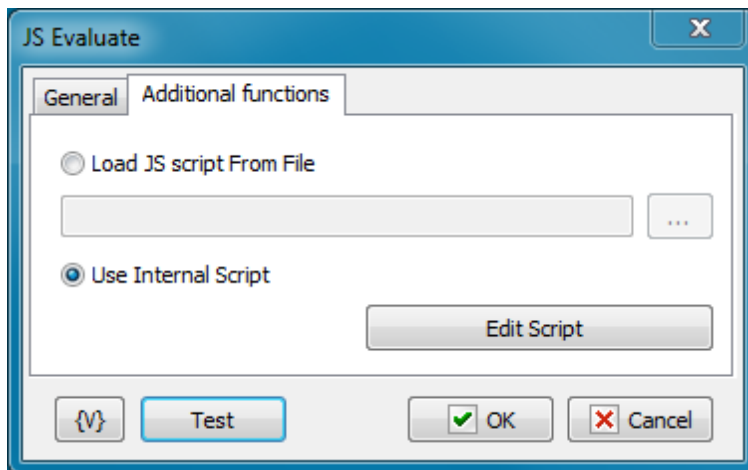 JS Evaluate
General Additional functions
Load JS script From File
...
Use Internal Script
Edit Script
{V} Test OK Cancel